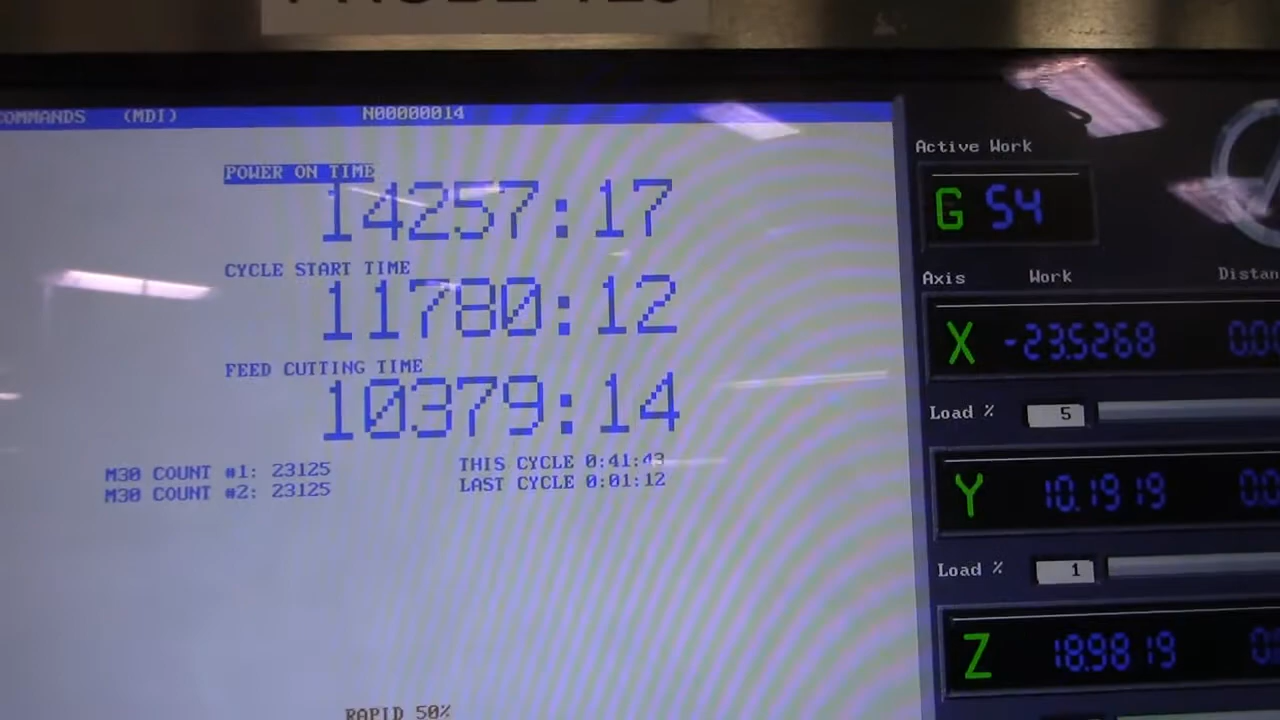 (MDI) N00000014
POWER ON TIME
14257:17
CYCLE START TIME
11780:12
FEED CUTTING TIME
10379:14
M30 COUNT #1: 23125
M30 COUNT #2: 23125
THIS CYCLE 0:41:43
LAST CYCLE 0:01:12
RAPID 50%
Active Work
G 54
Axis Work
X -23.5268
Load % 5
Y 10.1919
Load % 1
Z 18.9819